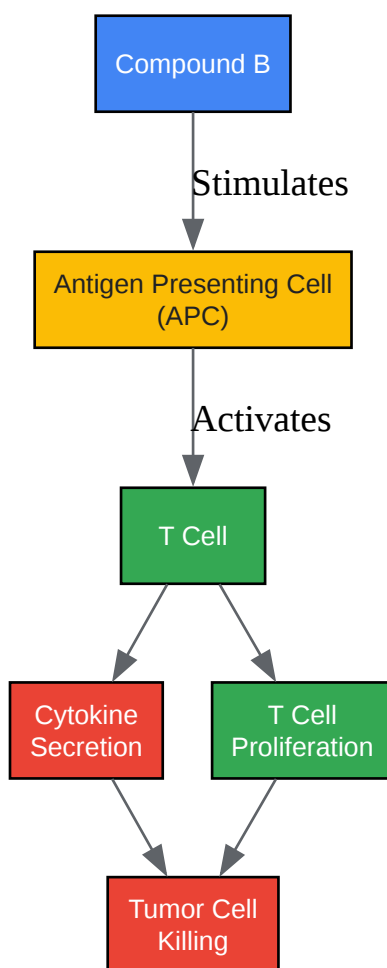 Compound B
Stimulates
Antigen Presenting Cell
(APC)
Activates
T Cell
Cytokine
Secretion
T Cell
Proliferation
Tumor Cell
Killing